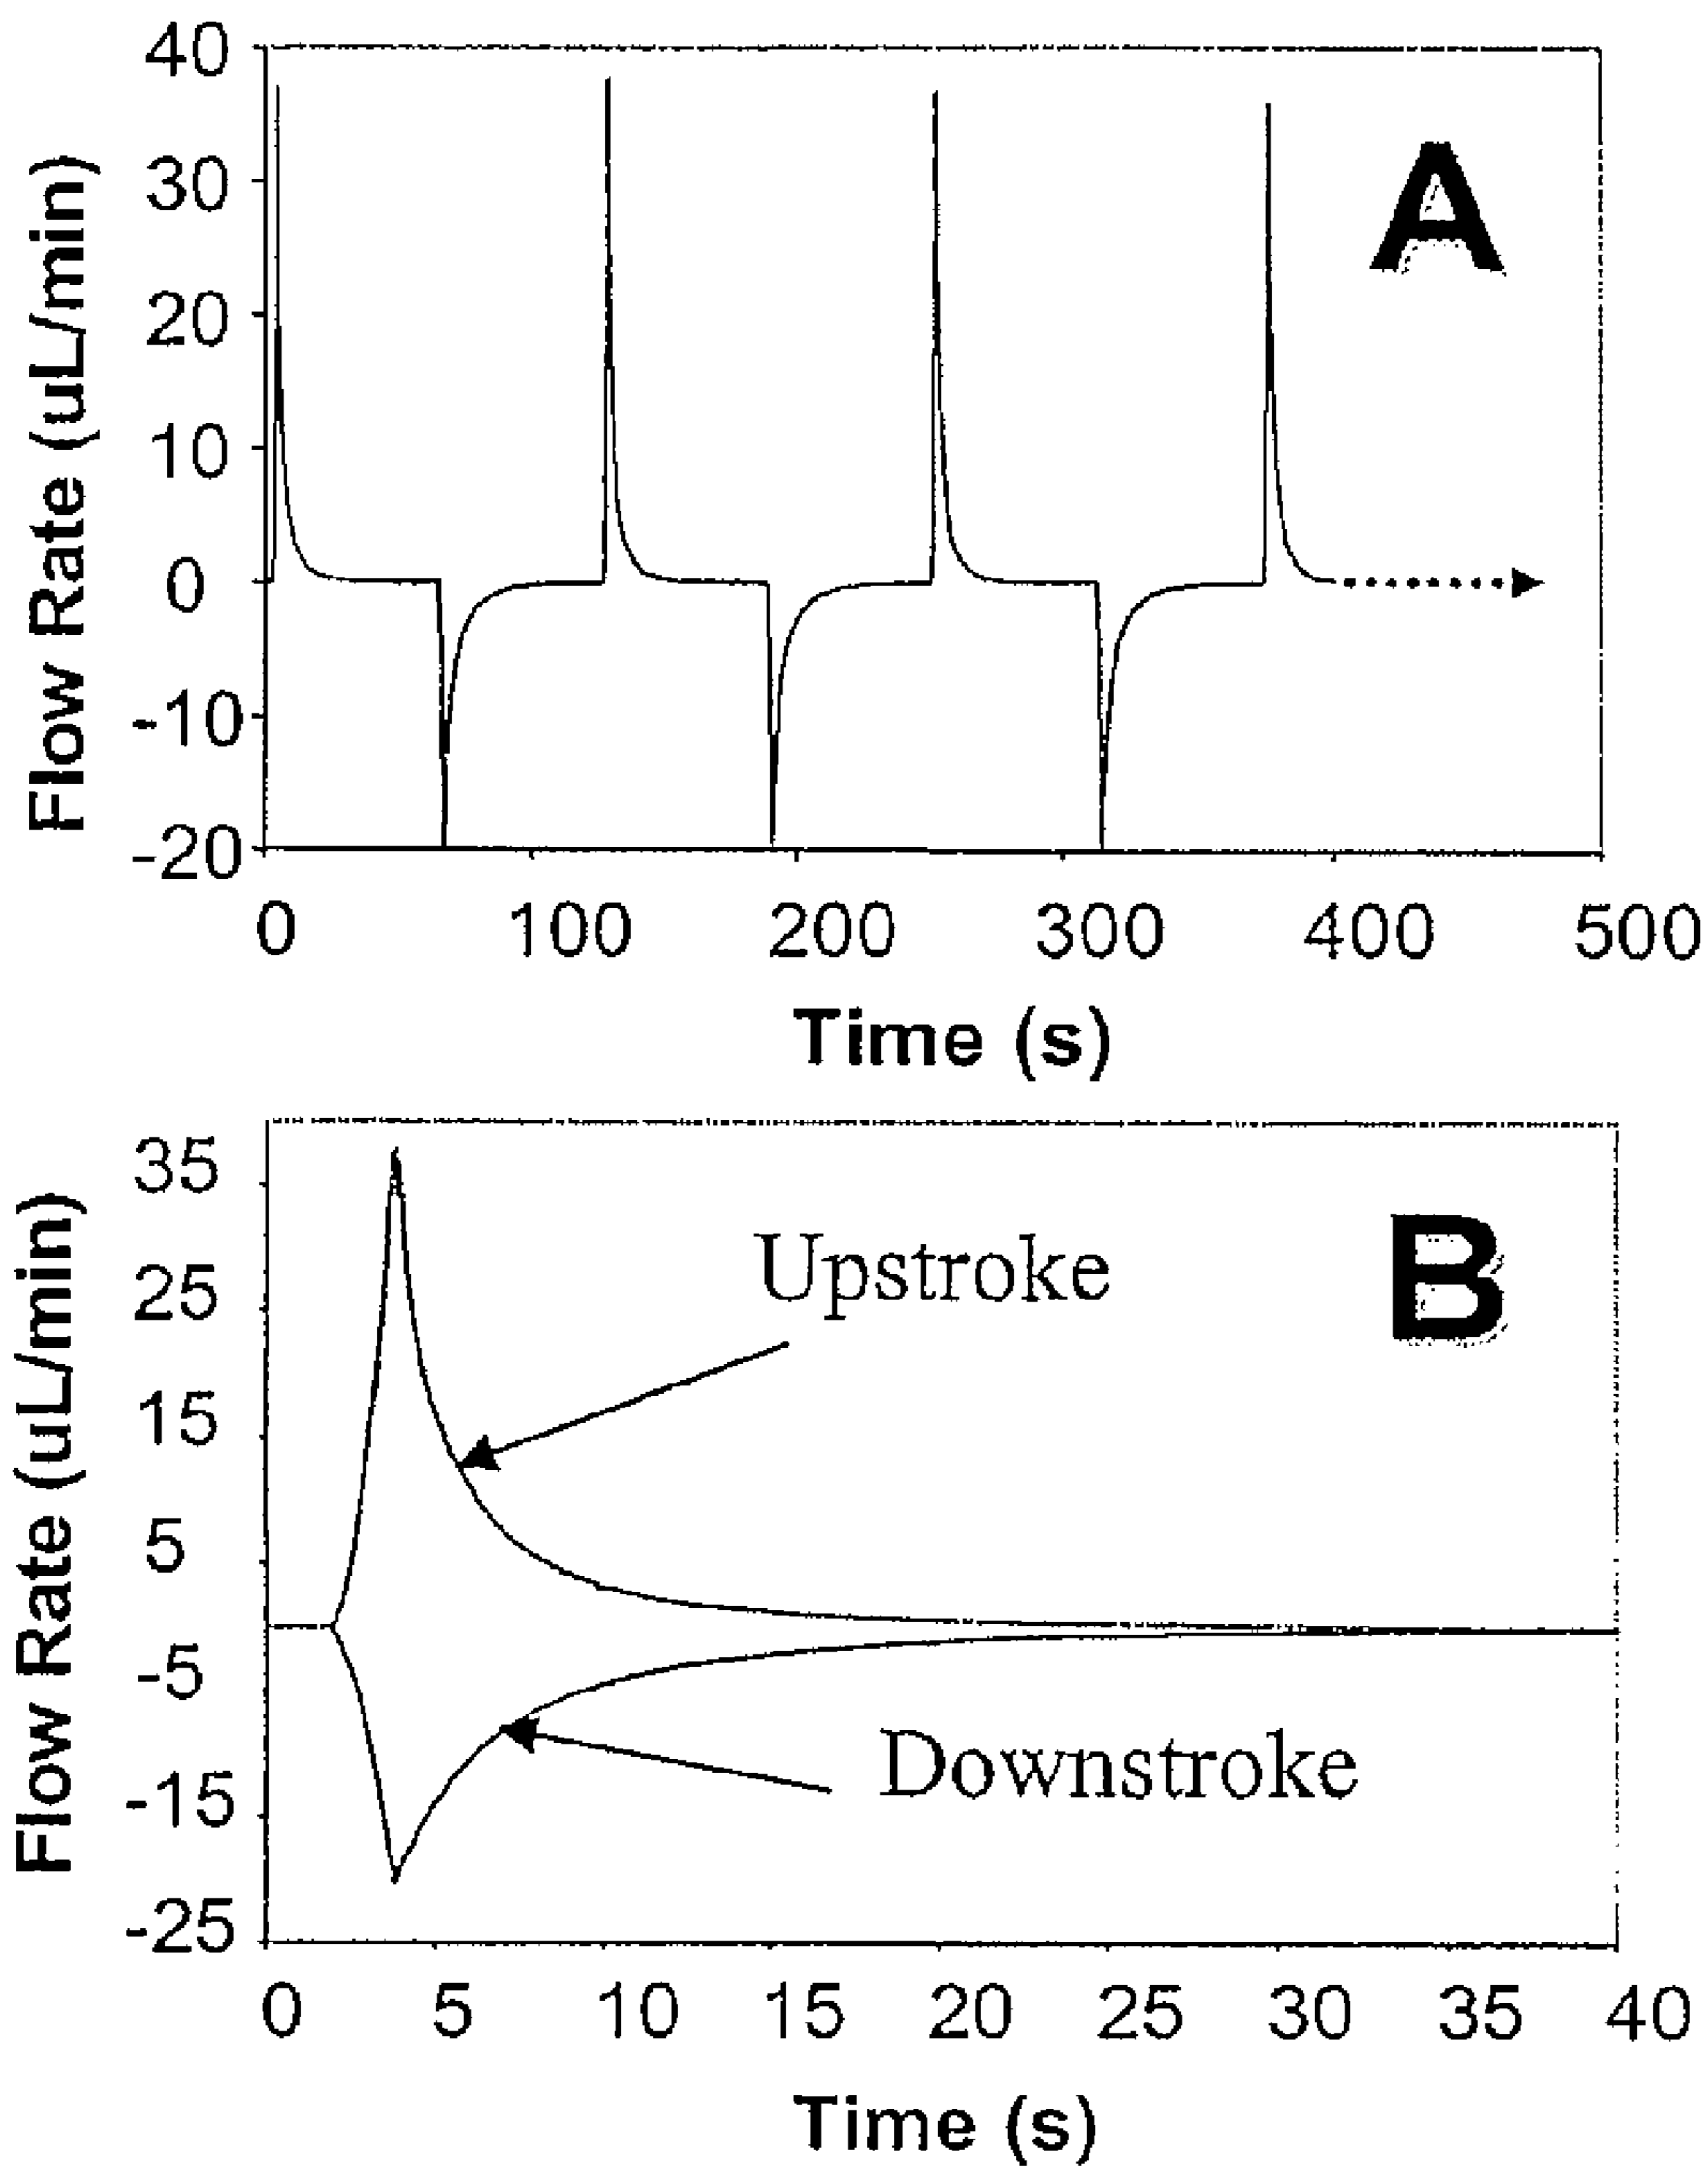 40
30
20
10
0
-10
-20
Flow Rate (uL/min)
A
0 100 200 300 400 500
Time (s)
35
25
15
5
-5
-15
-25
Flow Rate (uL/min)
Upstroke
B
Downstroke
0 5 10 15 20 25 30 35 40
Time (s)